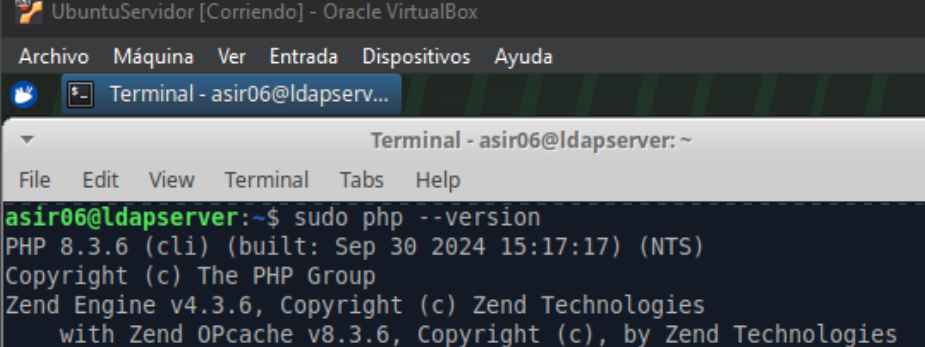 UbuntuServidor [Corriendo] - Oracle VirtualBox
Archivo Máquina Ver Entrada Dispositivos Ayuda
Terminal - asir06@ldapserv...
Terminal - asir06@ldapserver: ~
File Edit View Terminal Tabs Help
asir06@ldapserver:~$ sudo php --version
PHP 8.3.6 (cli) (built: Sep 30 2024 15:17:17) (NTS)
Copyright (c) The PHP Group
Zend Engine v4.3.6, Copyright (c) Zend Technologies
    with Zend OPcache v8.3.6, Copyright (c), by Zend Technologies